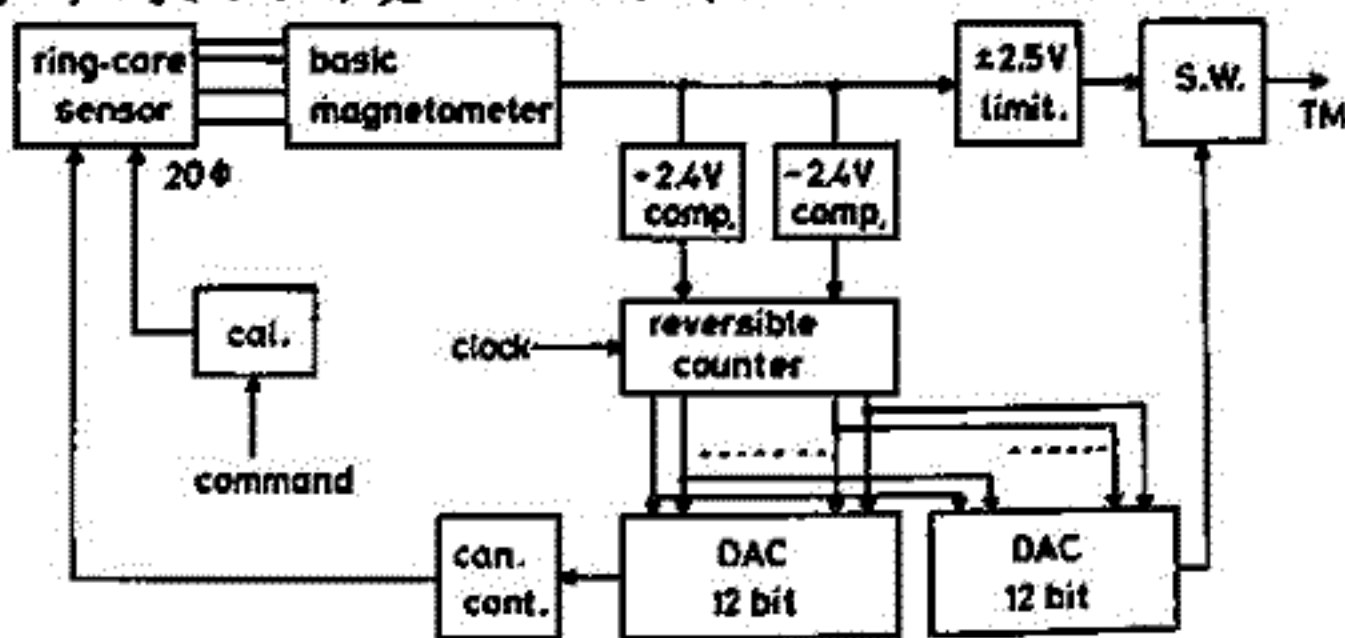 ring-core
sensor
basic
magnetometer
±2.5V
limit.
S.W.
TM
20Φ
+2.4V
comp.
-2.4V
comp.
cal.
clock
reversible
counter
command
can.
cont.
DAC
12 bit
DAC
12 bit